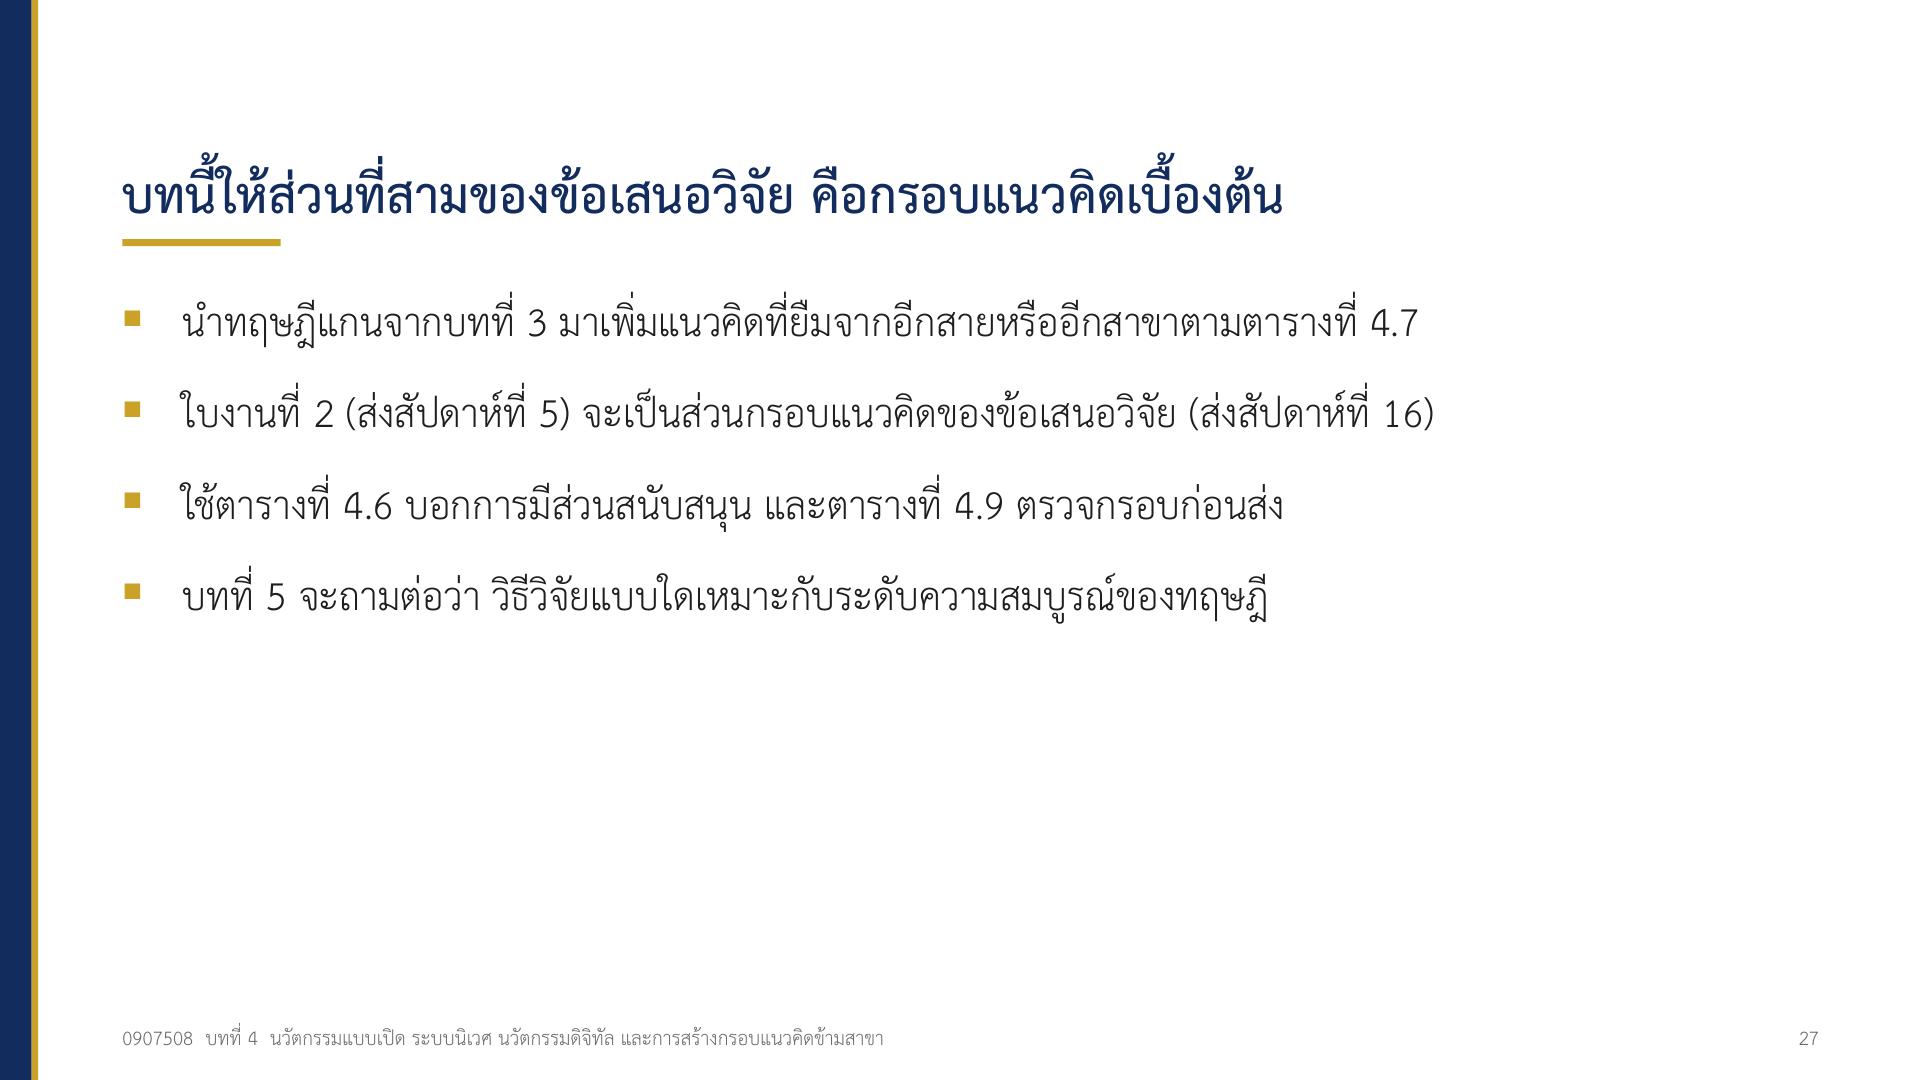 บทนี้ให้ส่วนที่สามของข้อเสนอวิจัย คือกรอบแนวคิดเบื้องต้น
นำทฤษฎีแกนจากบทที่ 3 มาเพิ่มแนวคิดที่ยืมจากอีกสายหรืออีกสาขาตามตารางที่ 4.7
ใบงานที่ 2 (ส่งสัปดาห์ที่ 5) จะเป็นส่วนกรอบแนวคิดของข้อเสนอวิจัย (ส่งสัปดาห์ที่ 16)
ใช้ตารางที่ 4.6 บอกการมีส่วนสนับสนุน และตารางที่ 4.9 ตรวจกรอบก่อนส่ง
บทที่ 5 จะถามต่อว่า วิธีวิจัยแบบใดเหมาะกับระดับความสมบูรณ์ของทฤษฎี
0907508 บทที่ 4 นวัตกรรมแบบเปิด ระบบนิเวศ นวัตกรรมดิจิทัล และการสร้างกรอบแนวคิดข้ามสาขา
27